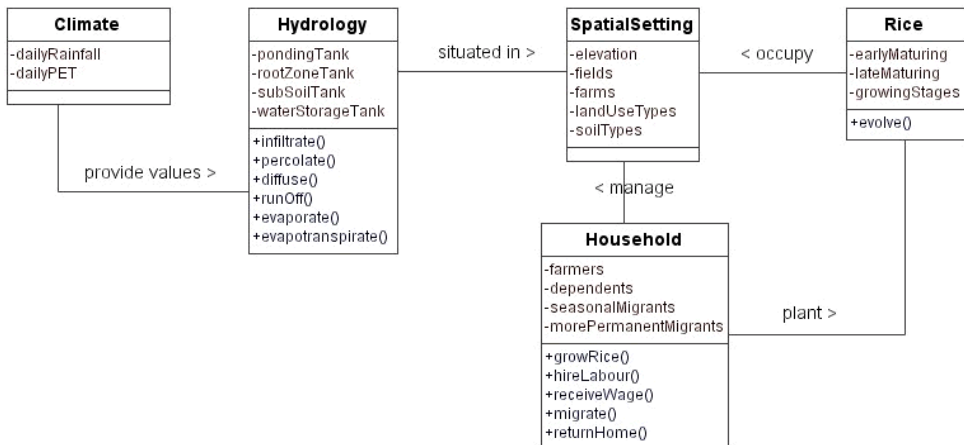 Climate
-dailyRainfall
-dailyPET
provide values >
Hydrology
-pondingTank
-rootZoneTank
-subSoilTank
-waterStorageTank
+infiltrate()
+percolate()
+diffuse()
+runOff()
+evaporate()
+evapotranspirate()
situated in >
SpatialSetting
-elevation
-fields
-farms
-landUseTypes
-soilTypes
< occupy
Rice
-earlyMaturing
-lateMaturing
-growingStages
+evolve()
< manage
Household
-farmers
-dependents
-seasonalMigrants
-morePermanentMigrants
+growRice()
+hireLabour()
+receiveWage()
+migrate()
+returnHome()
plant >